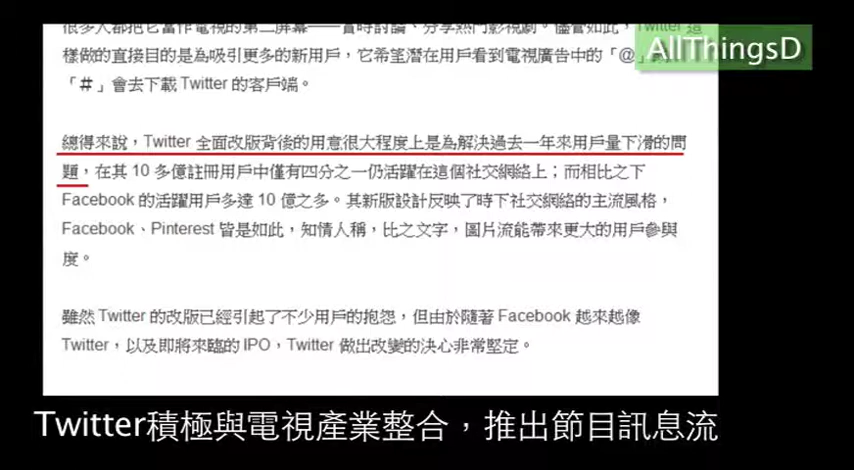 很多人都把它當作電視的第二屏幕——實時討論、分享熱門影視劇。儘管如此，Twitter 這
AllThingsD
樣做的直接目的是為吸引更多的新用戶，它希望潛在用戶看到電視廣告中的「@」
「#」會去下載 Twitter 的客戶端。
總得來說，Twitter 全面改版背後的用意很大程度上是為解決過去一年來用戶量下滑的問
題，在其 10 多億註冊用戶中僅有四分之一仍活躍在這個社交網絡上；而相比之下
Facebook 的活躍用戶多達 10 億之多。其新版設計反映了時下社交網絡的主流風格，
Facebook、Pinterest 皆是如此，知情人稱，比之文字，圖片流能帶來更大的用戶參與
度。
雖然 Twitter 的改版已經引起了不少用戶的抱怨，但由於隨著 Facebook 越來越像
Twitter，以及即將來臨的 IPO，Twitter 做出改變的決心非常堅定。
Twitter積極與電視產業整合，推出節目訊息流